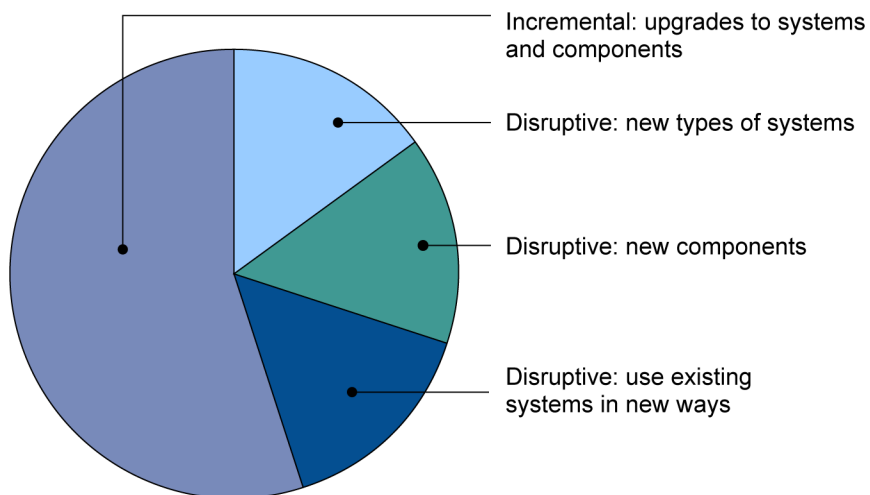 Incremental: upgrades to systems
and components
Disruptive: new types of systems
Disruptive: new components
Disruptive: use existing
systems in new ways